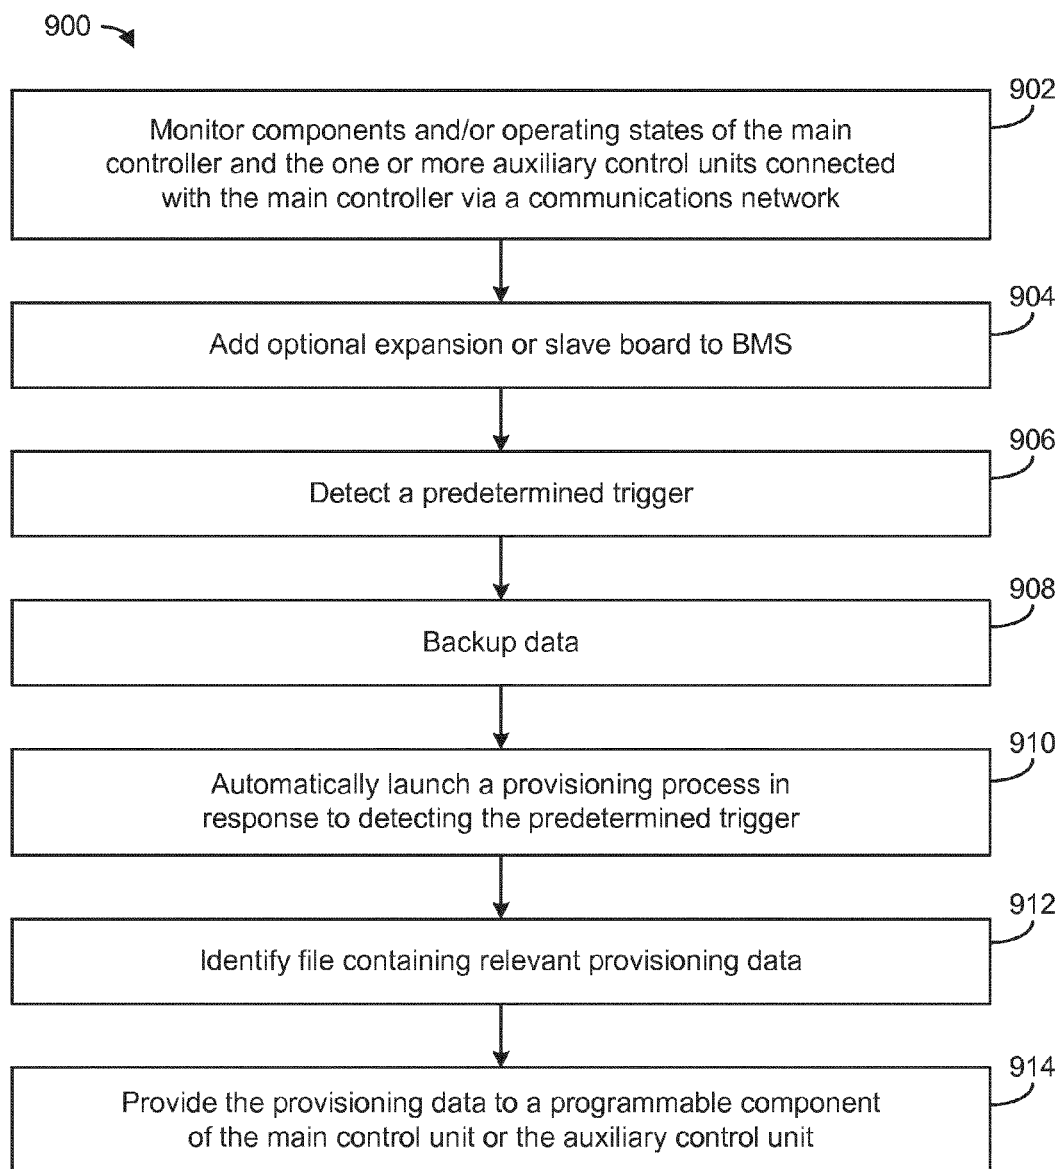 900
902
Monitor components and/or operating states of the main
controller and the one or more auxiliary control units connected
with the main controller via a communications network
904
Add optional expansion or slave board to BMS
906
Detect a predetermined trigger
908
Backup data
910
Automatically launch a provisioning process in
response to detecting the predetermined trigger
912
Identify file containing relevant provisioning data
914
Provide the provisioning data to a programmable component
of the main control unit or the auxiliary control unit